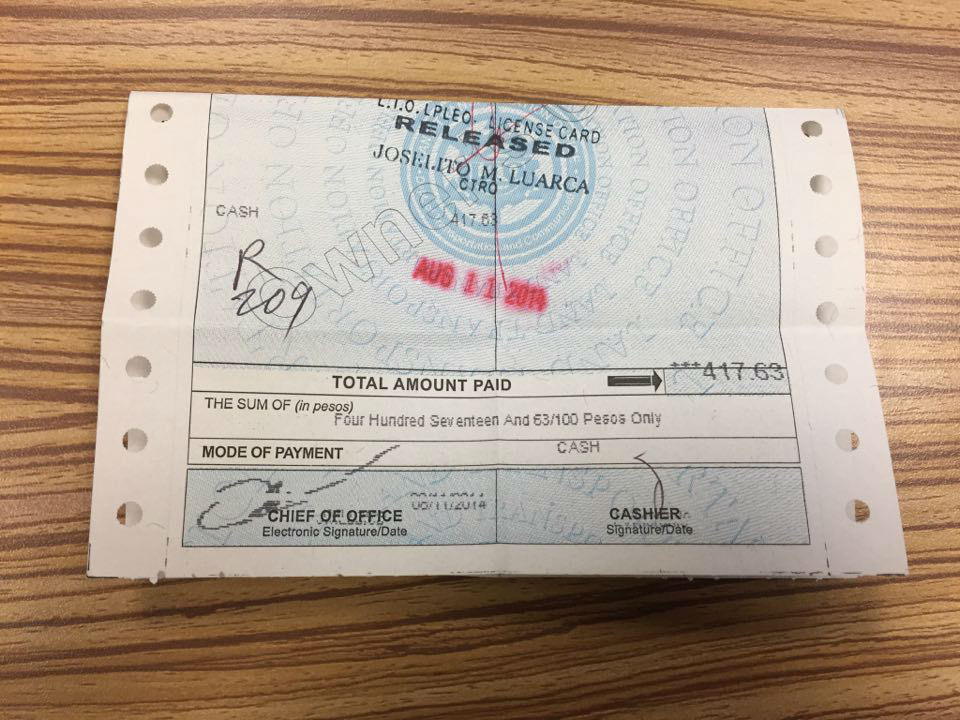 L.T.O. LPLEO. LICENSE CARD
RELEASED
JOSELITO M. LUARCA
CTRO
CASH
417.63
R
209
AUG 11 2014
TOTAL AMOUNT PAID ***417.63
THE SUM OF (in pesos)
Four Hundred Seventeen And 63/100 Pesos Only
MODE OF PAYMENT CASH
08/11/2014
CHIEF OF OFFICE CASHIER
Electronic Signature/Date Signature/Date